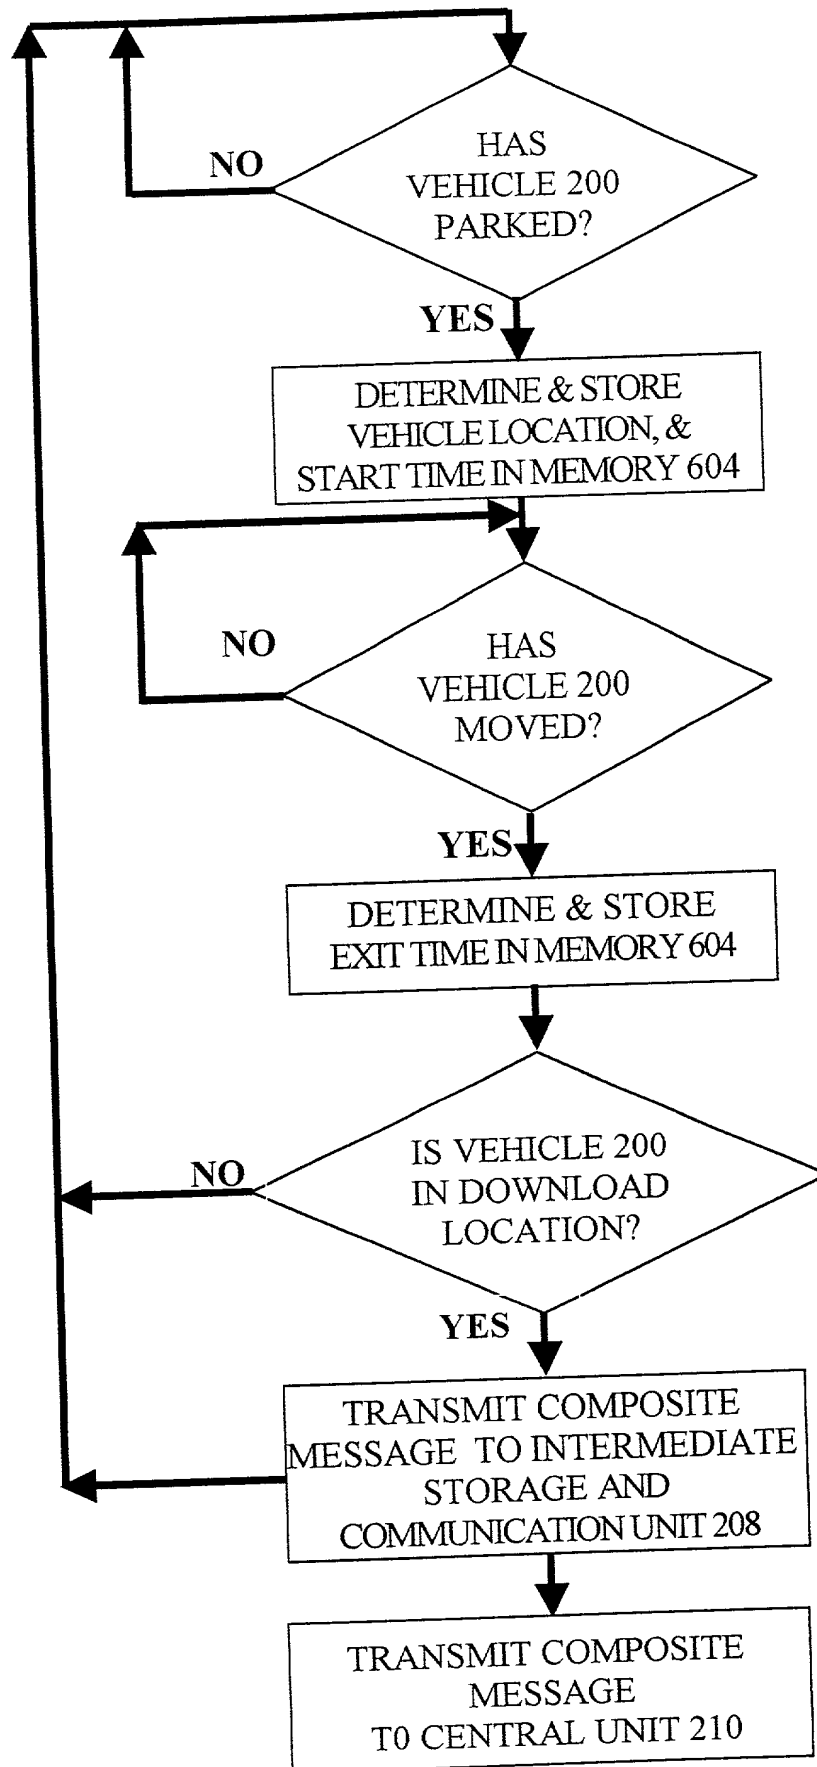 HAS
VEHICLE 200
PARKED?
NO
YES
DETERMINE & STORE
VEHICLE LOCATION, &
START TIME IN MEMORY 604
HAS
VEHICLE 200
MOVED?
NO
YES
DETERMINE & STORE
EXIT TIME IN MEMORY 604
IS VEHICLE 200
IN DOWNLOAD
LOCATION?
NO
YES
TRANSMIT COMPOSITE
MESSAGE TO INTERMEDIATE
STORAGE AND
COMMUNICATION UNIT 208
TRANSMIT COMPOSITE
MESSAGE
T0 CENTRAL UNIT 210